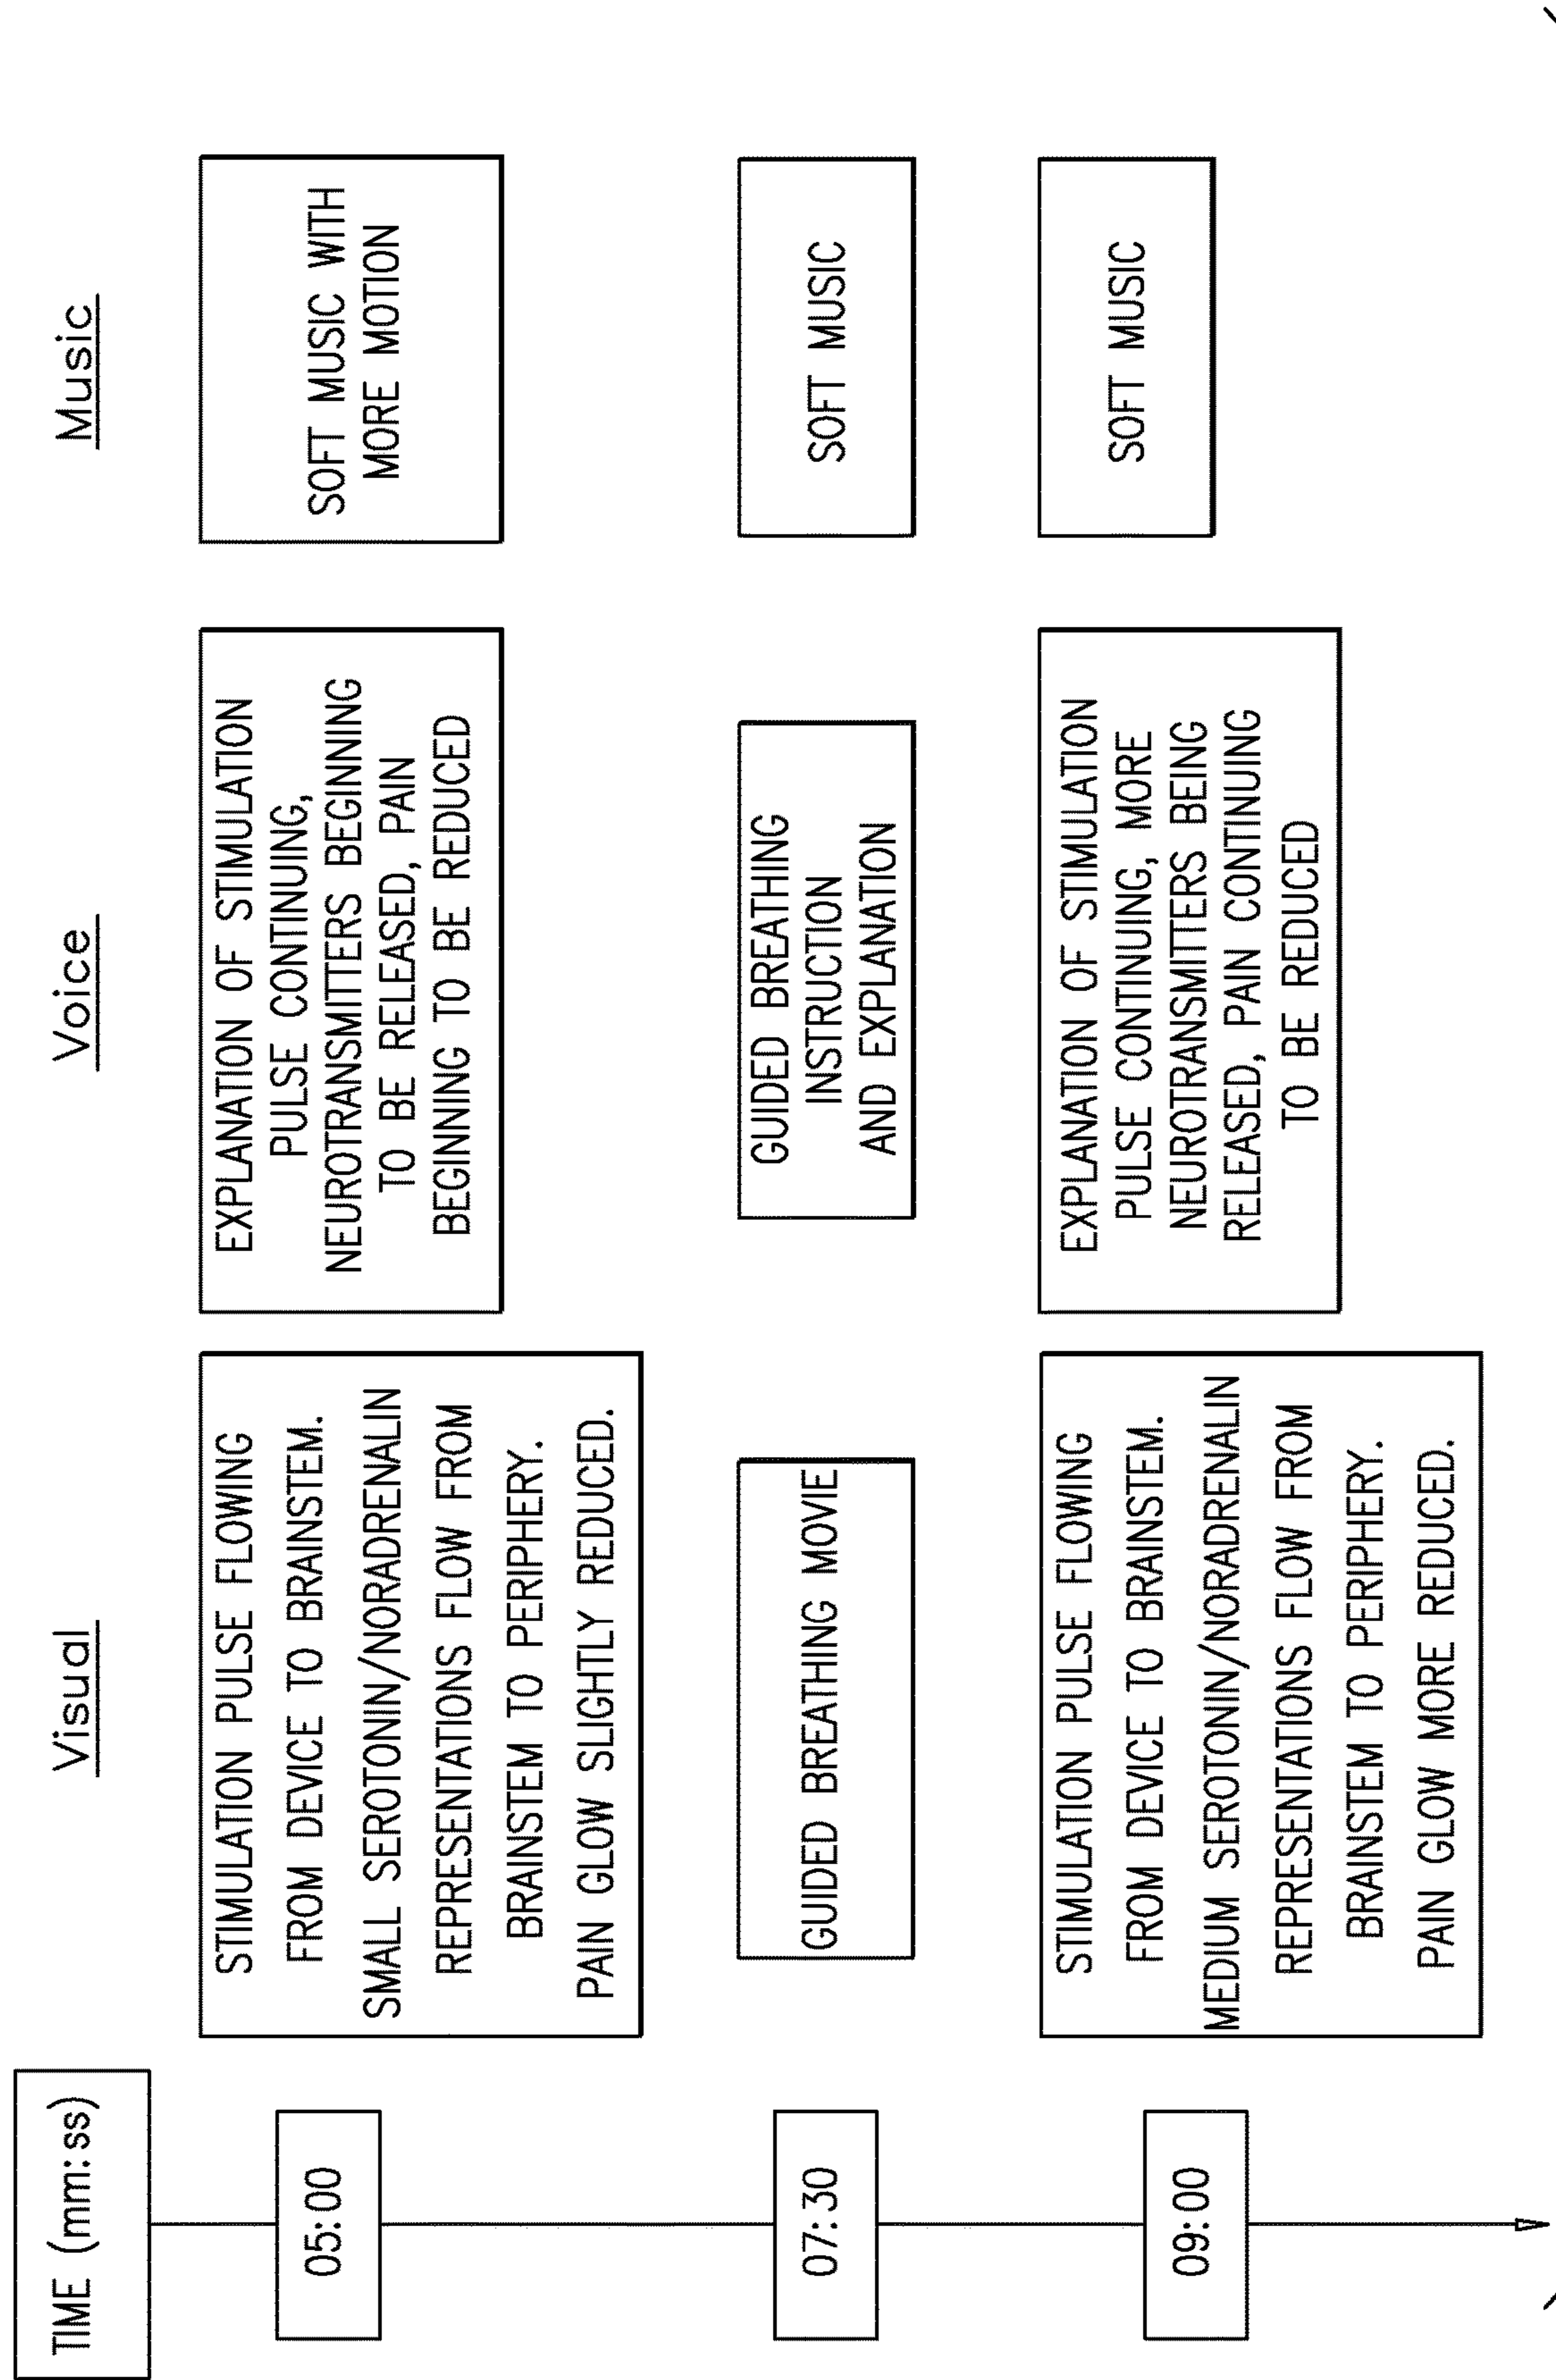 Visual
Voice
Music
TIME (mm:ss)
05:00
STIMULATION PULSE FLOWING
FROM DEVICE TO BRAINSTEM.
SMALL SEROTONIN/NORADRENALIN
REPRESENTATIONS FLOW FROM
BRAINSTEM TO PERIPHERY.
PAIN GLOW SLIGHTLY REDUCED.
EXPLANATION OF STIMULATION
PULSE CONTINUING,
NEUROTRANSMITTERS BEGINNING
TO BE RELEASED, PAIN
BEGINNING TO BE REDUCED
SOFT MUSIC WITH
MORE MOTION
07:30
GUIDED BREATHING MOVIE
GUIDED BREATHING
INSTRUCTION
AND EXPLANATION
SOFT MUSIC
09:00
STIMULATION PULSE FLOWING
FROM DEVICE TO BRAINSTEM.
MEDIUM SEROTONIN/NORADRENALIN
REPRESENTATIONS FLOW FROM
BRAINSTEM TO PERIPHERY.
PAIN GLOW MORE REDUCED.
EXPLANATION OF STIMULATION
PULSE CONTINUING, MORE
NEUROTRANSMITTERS BEING
RELEASED, PAIN CONTINUING
TO BE REDUCED
SOFT MUSIC